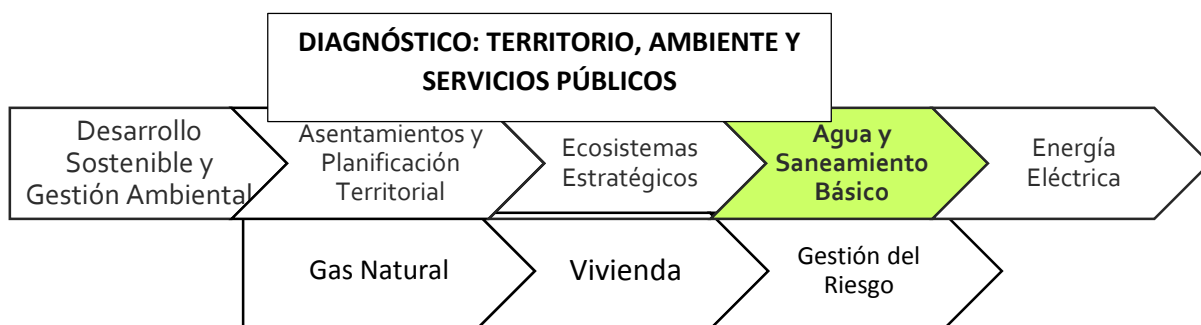 DIAGNÓSTICO: TERRITORIO, AMBIENTE Y
SERVICIOS PÚBLICOS
Desarrollo
Sostenible y
Gestión Ambiental
Asentamientos y
Planificación
Territorial
Ecosistemas
Estratégicos
Agua y
Saneamiento
Básico
Energía
Eléctrica
Gas Natural
Vivienda
Gestión del
Riesgo